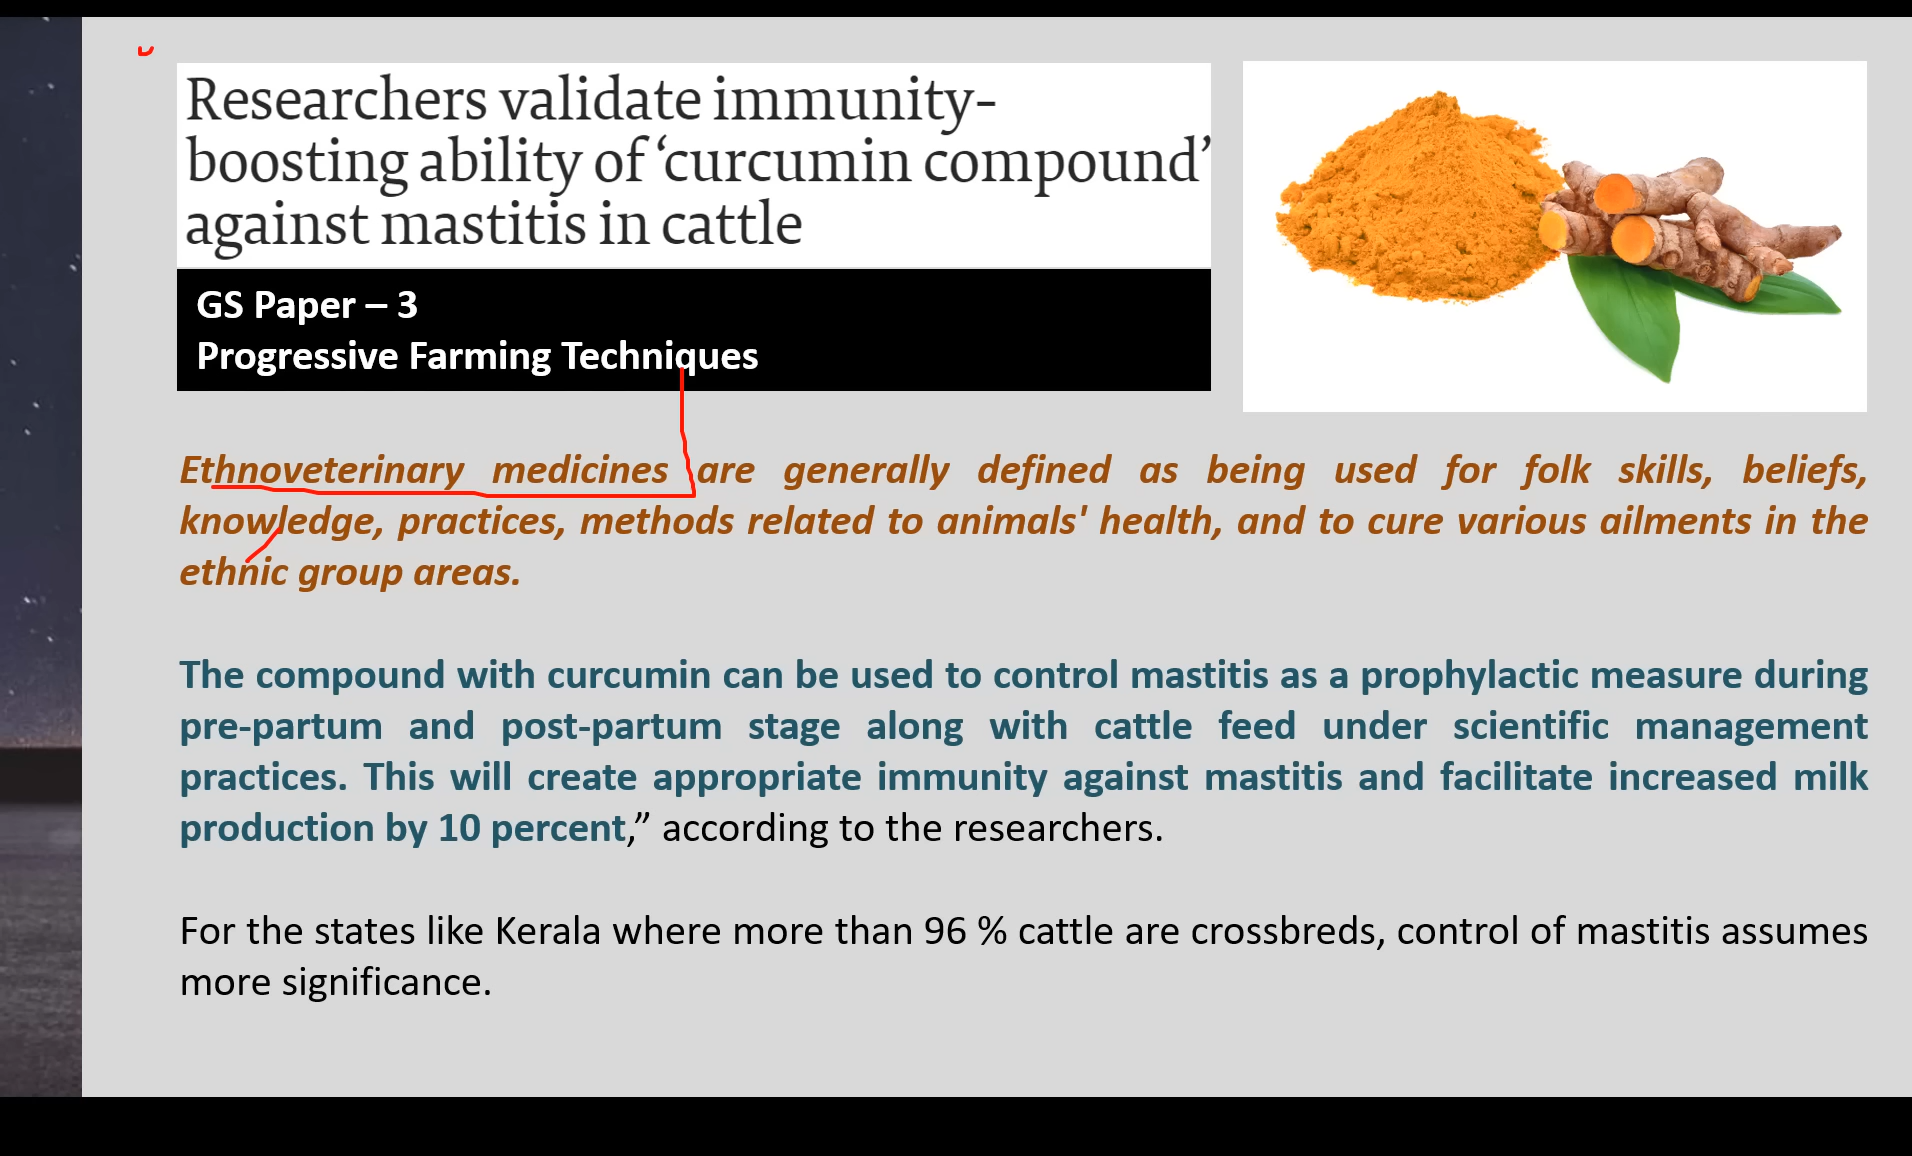 Researchers validate immunity-
boosting ability of ‘curcumin compound’
against mastitis in cattle
GS Paper – 3
Progressive Farming Techniques
Ethnoveterinary medicines are generally defined as being used for folk skills, beliefs,
knowledge, practices, methods related to animals' health, and to cure various ailments in the
ethnic group areas.
The compound with curcumin can be used to control mastitis as a prophylactic measure during
pre-partum and post-partum stage along with cattle feed under scientific management
practices. This will create appropriate immunity against mastitis and facilitate increased milk
production by 10 percent,” according to the researchers.
For the states like Kerala where more than 96 % cattle are crossbreds, control of mastitis assumes
more significance.